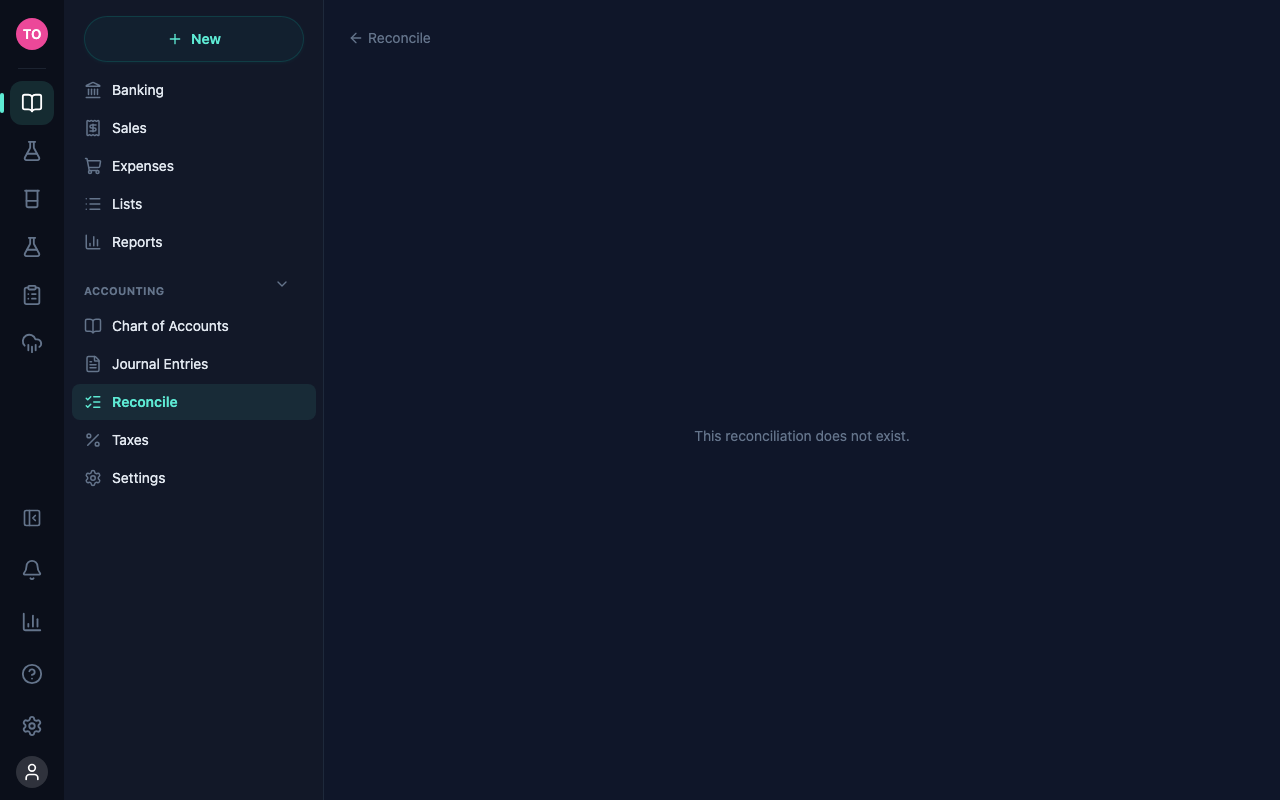 TO
New
Banking
Sales
Expenses
Lists
Reports
ACCOUNTING
Chart of Accounts
Journal Entries
Reconcile
Taxes
Settings
Reconcile
This reconciliation does not exist.